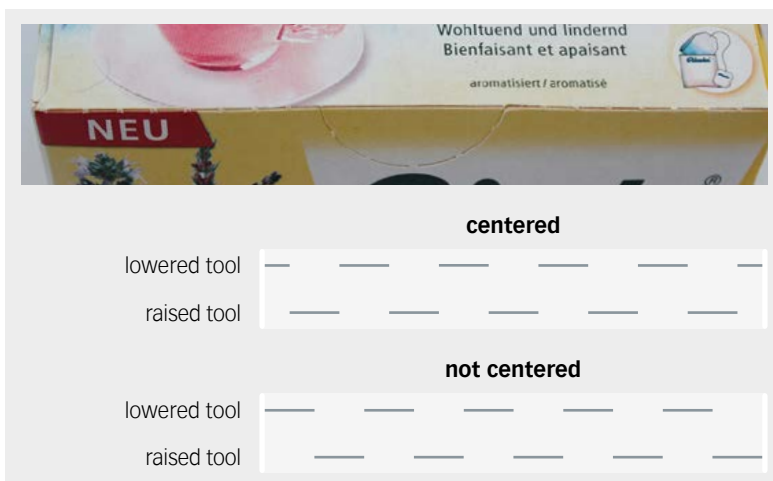 Wohltuend und lindernd
Bienfaisant et apaisant
aromatisiert / aromatisé
NEU
®
centered
lowered tool
raised tool
not centered
lowered tool
raised tool